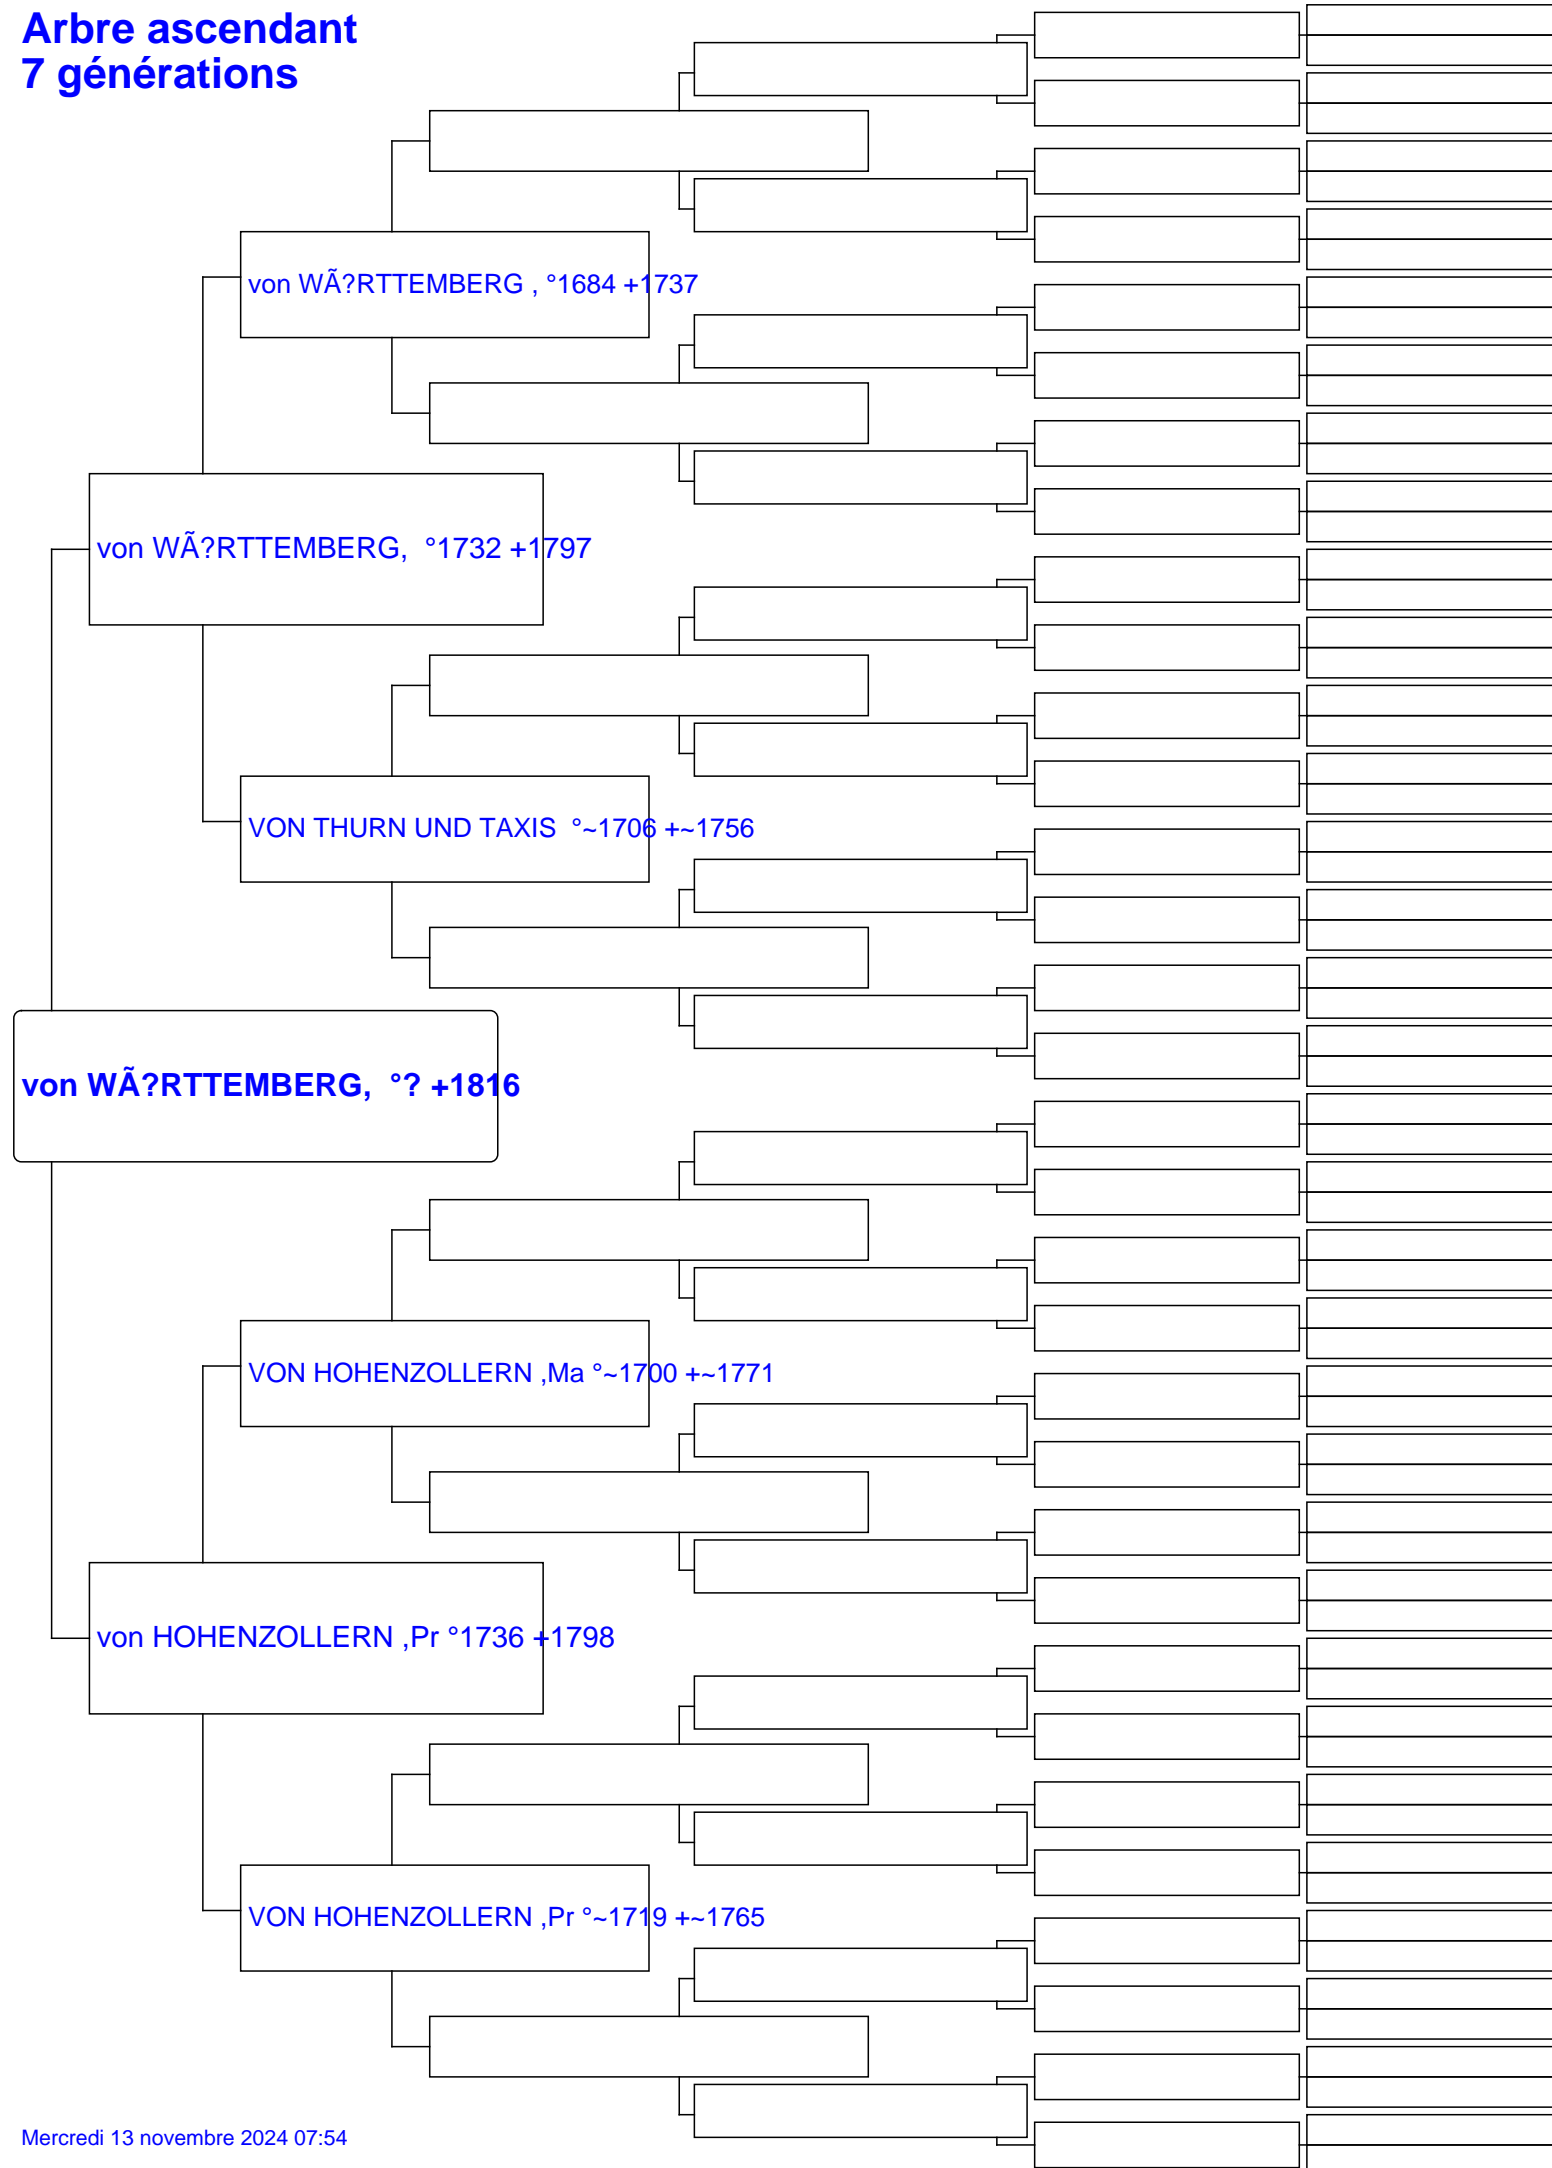 Arbre ascendant
7 générations
von WÃ?RTTEMBERG , °1684 +1737
von WÃ?RTTEMBERG,  °1732 +1797
VON THURN UND TAXIS  °~1706 +~1756
von WÃ?RTTEMBERG,  °? +1816
VON HOHENZOLLERN ,Ma °~1700 +~1771
von HOHENZOLLERN ,Pr °1736 +1798
VON HOHENZOLLERN ,Pr °~1719 +~1765
Mercredi 13 novembre 2024 07:54